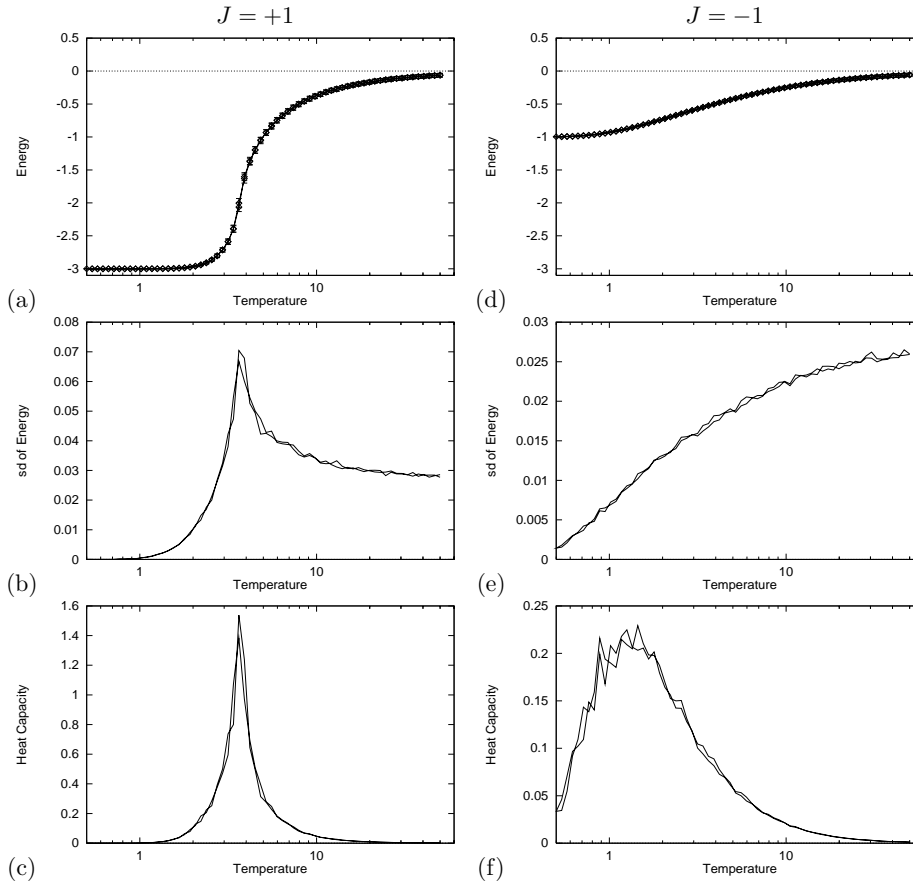 J = +1
J = −1
0.5
0
-0.5
-1
-1.5
-2
-2.5
-3
Energy
1
10
Temperature
(a)
0.5
0
-0.5
-1
-1.5
-2
-2.5
-3
Energy
1
10
Temperature
(d)
0.08
0.07
0.06
0.05
0.04
0.03
0.02
0.01
0
sd of Energy
1
10
Temperature
(b)
0.03
0.025
0.02
0.015
0.01
0.005
0
sd of Energy
1
10
Temperature
(e)
1.6
1.4
1.2
1
0.8
0.6
0.4
0.2
0
Heat Capacity
1
10
Temperature
(c)
0.25
0.2
0.15
0.1
0.05
0
Heat Capacity
1
10
Temperature
(f)